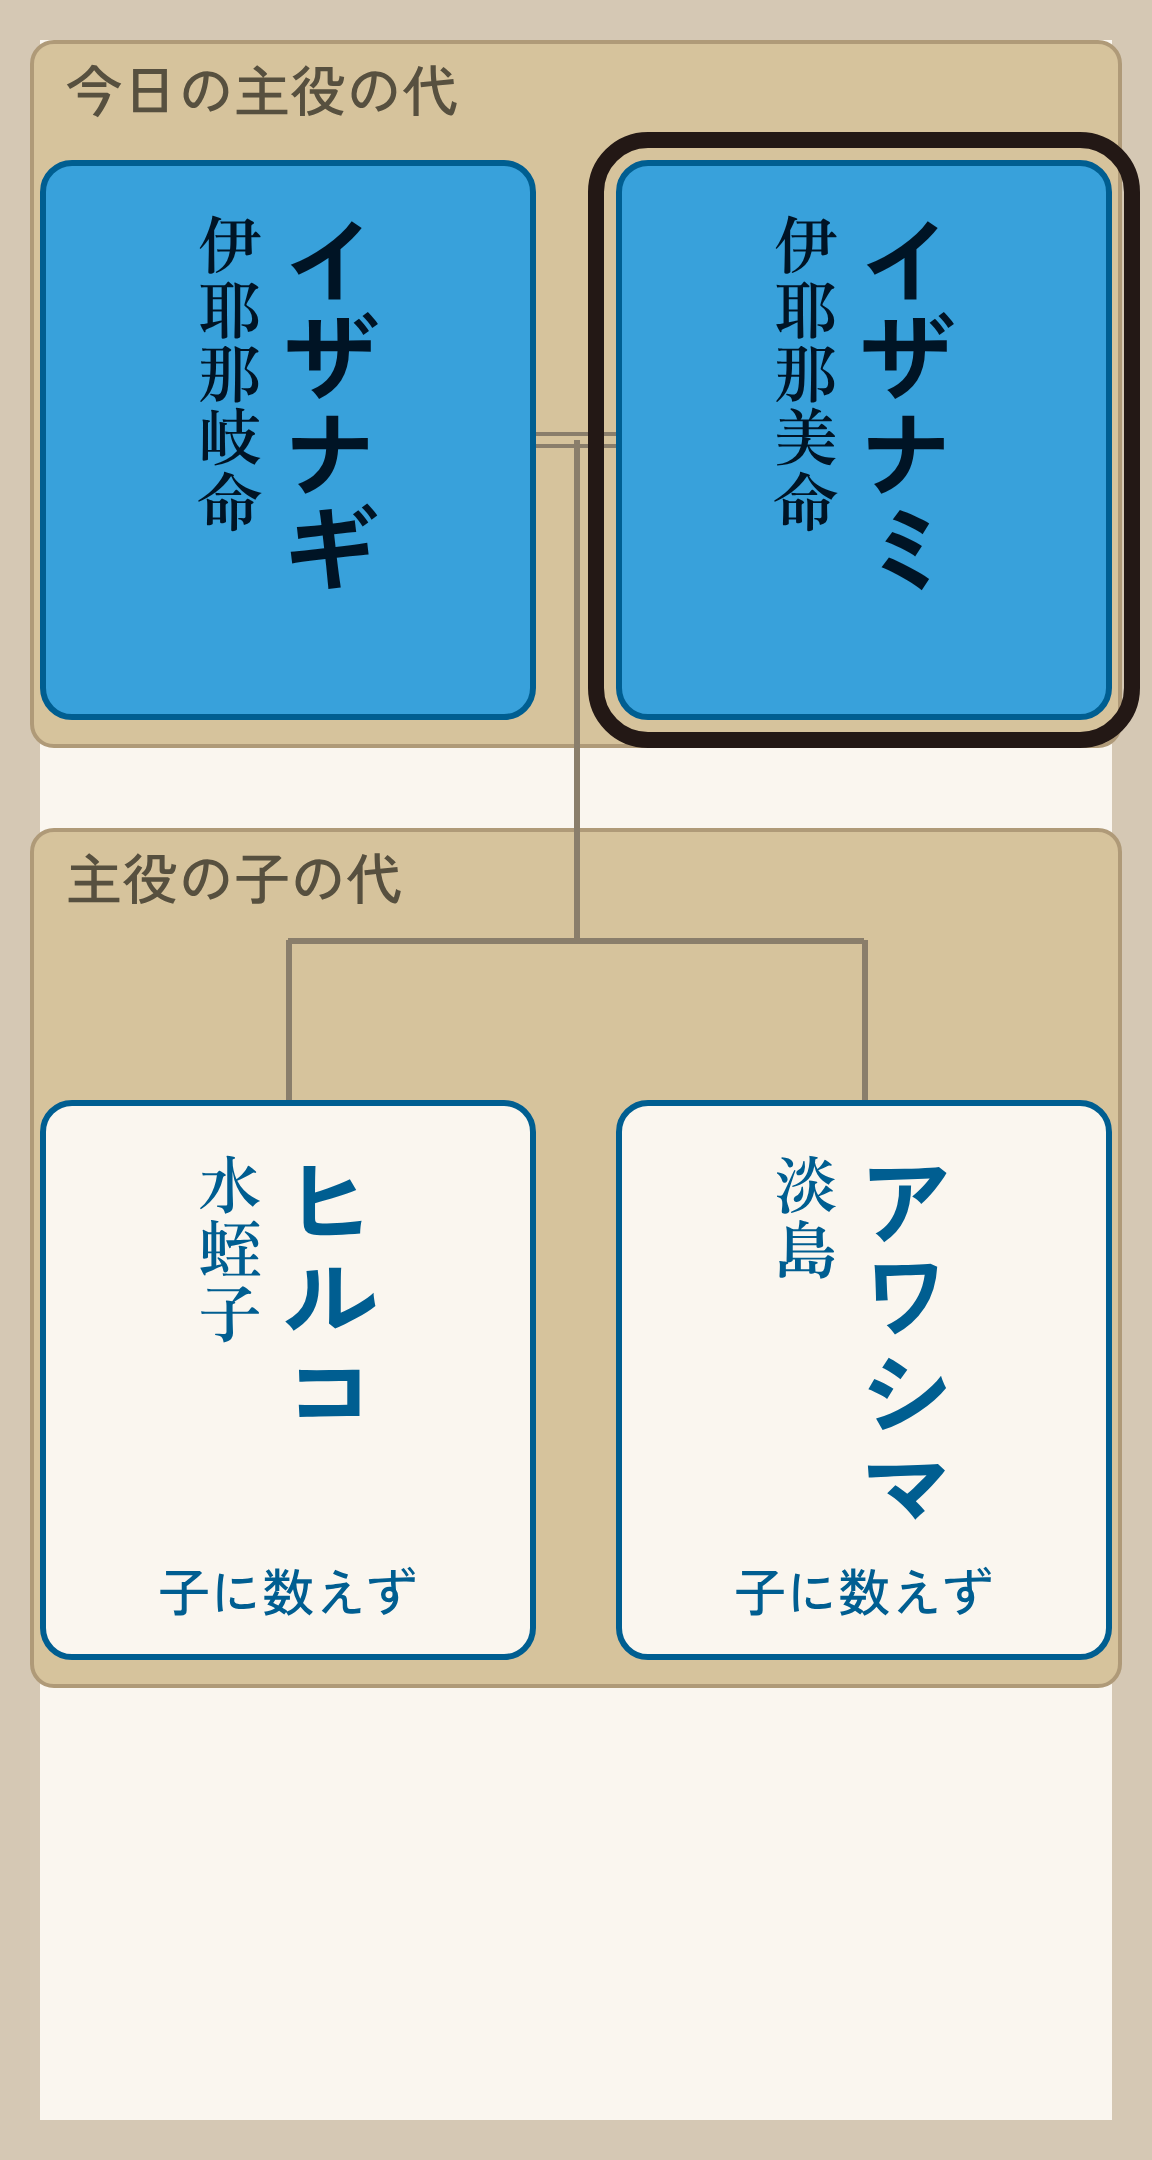 今日の主役の代
イザナギ
伊耶那岐命
イザナミ
伊耶那美命
主役の子の代
ヒルコ
水蛭子
子に数えず
アワシマ
淡島
子に数えず